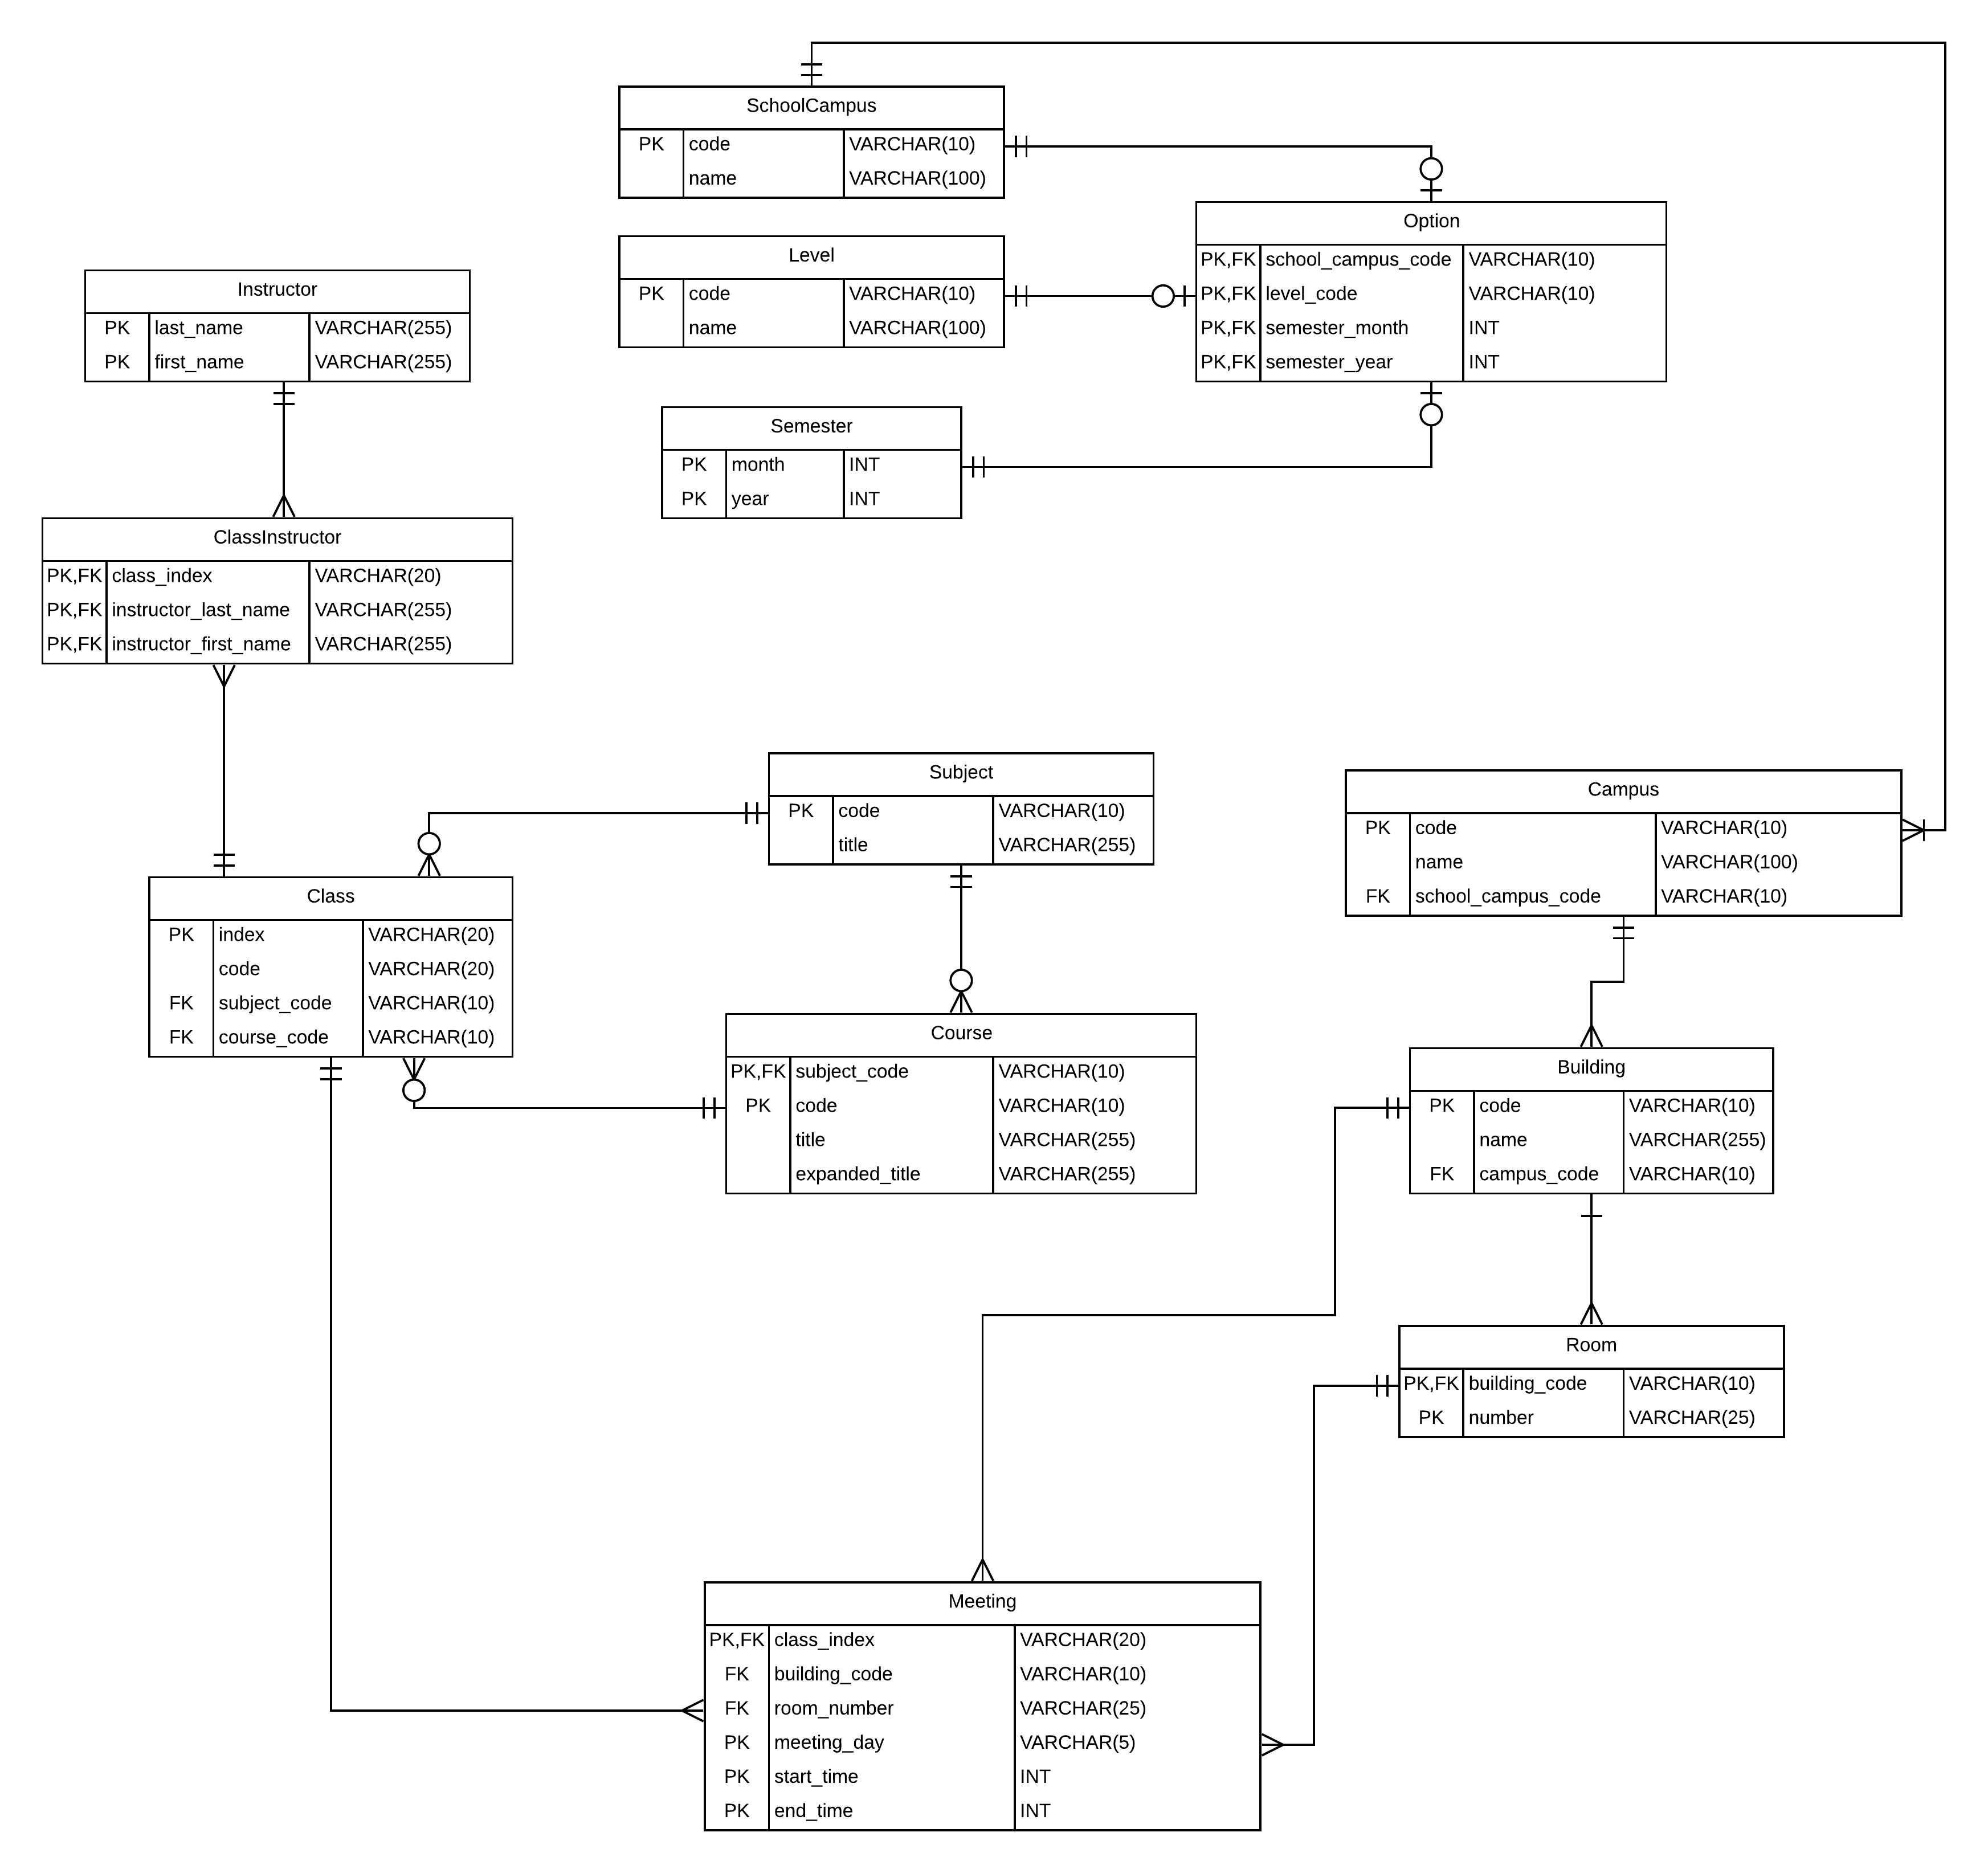 SchoolCampus
PK code VARCHAR(10)
name VARCHAR(100)
Option
PK,FK school_campus_code VARCHAR(10)
PK,FK level_code VARCHAR(10)
PK,FK semester_month INT
PK,FK semester_year INT
Level
PK code VARCHAR(10)
name VARCHAR(100)
Instructor
PK last_name VARCHAR(255)
PK first_name VARCHAR(255)
Semester
PK month INT
PK year INT
ClassInstructor
PK,FK class_index VARCHAR(20)
PK,FK instructor_last_name VARCHAR(255)
PK,FK instructor_first_name VARCHAR(255)
Subject
PK code VARCHAR(10)
title VARCHAR(255)
Campus
PK code VARCHAR(10)
name VARCHAR(100)
FK school_campus_code VARCHAR(10)
Class
PK index VARCHAR(20)
code VARCHAR(20)
FK subject_code VARCHAR(10)
FK course_code VARCHAR(10)
Course
PK,FK subject_code VARCHAR(10)
PK code VARCHAR(10)
title VARCHAR(255)
expanded_title VARCHAR(255)
Building
PK code VARCHAR(10)
name VARCHAR(255)
FK campus_code VARCHAR(10)
Room
PK,FK building_code VARCHAR(10)
PK number VARCHAR(25)
Meeting
PK,FK class_index VARCHAR(20)
FK building_code VARCHAR(10)
FK room_number VARCHAR(25)
PK meeting_day VARCHAR(5)
PK start_time INT
PK end_time INT